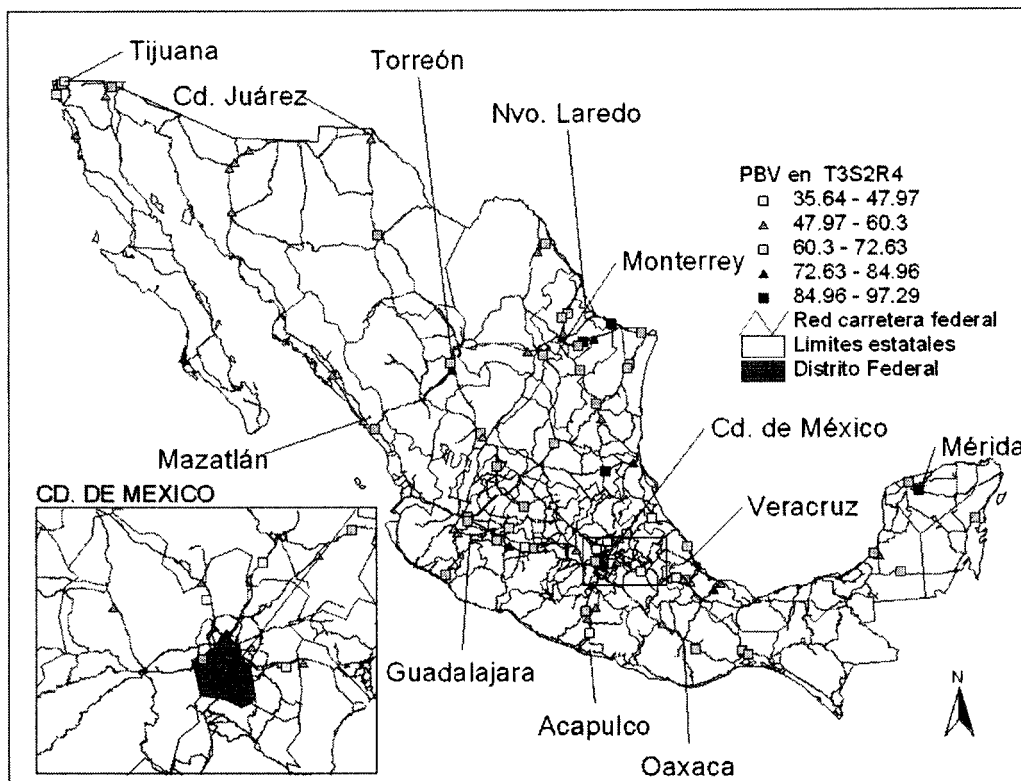 Tijuana
Torreón
Cd. Juárez
Nvo. Laredo
PBV en T3S2R4
35.64 - 47.97
47.97 - 60.3
60.3 - 72.63
72.63 - 84.96
84.96 - 97.29
Red carretera federal
Limites estatales
Distrito Federal
Monterrey
Cd. de México
Mérida
Mazatlán
Veracruz
CD. DE MEXICO
Guadalajara
Acapulco
Oaxaca
N